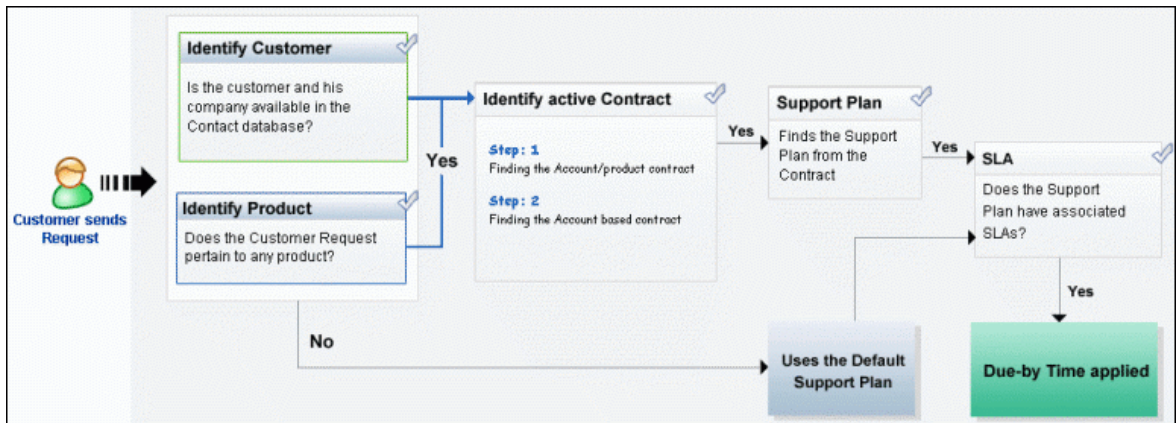 Customer sends
Request
Identify Customer
Is the customer and his
company available in the
Contact database?
Identify Product
Does the Customer Request
pertain to any product?
Yes
No
Identify active Contract
Step: 1
Finding the Account/product contract
Step: 2
Finding the Account based contract
Yes
Support Plan
Finds the Support
Plan from the
Contract
Yes
SLA
Does the Support
Plan have associated
SLAs?
Yes
Uses the Default
Support Plan
Due-by Time applied